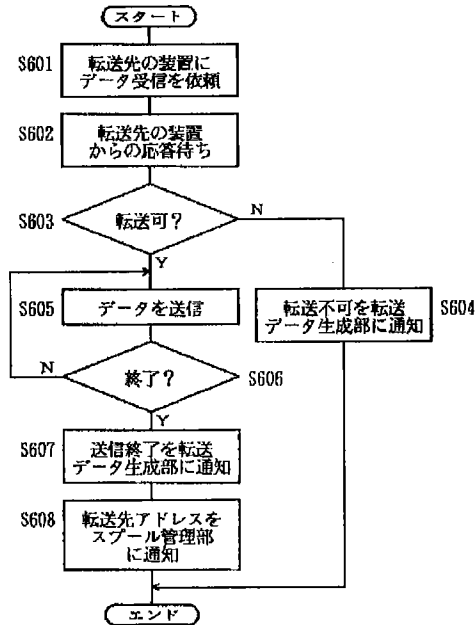 スタート
S601
転送先の装置に
データ受信を依頼
S602
転送先の装置
からの応答待ち
S603
転送可?
N
Y
S605
データを送信
転送不可を転送
データ生成部に通知
S604
N
終了?
S606
Y
S607
送信終了を転送
データ生成部に通知
S608
転送先アドレスを
スプール管理部
に通知
エンド